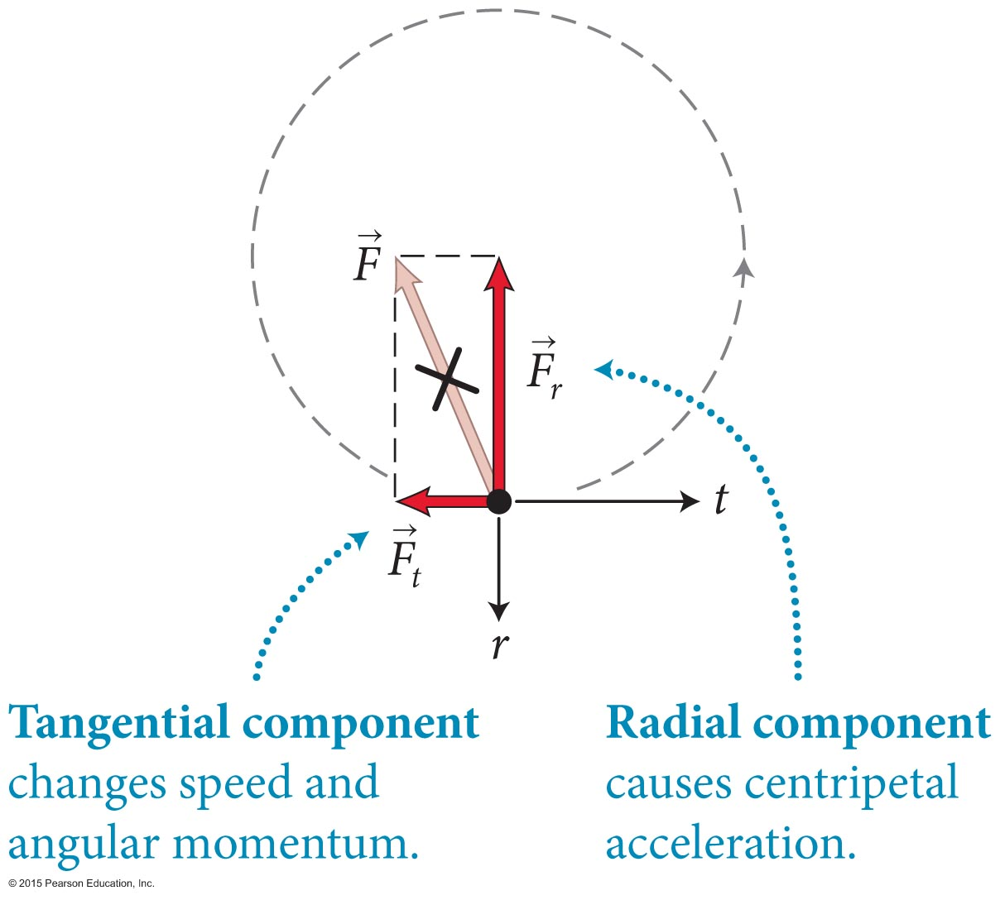 F⃗
F⃗ᵣ
t
F⃗ₜ
r
Tangential component
changes speed and
angular momentum.
Radial component
causes centripetal
acceleration.
© 2015 Pearson Education, Inc.